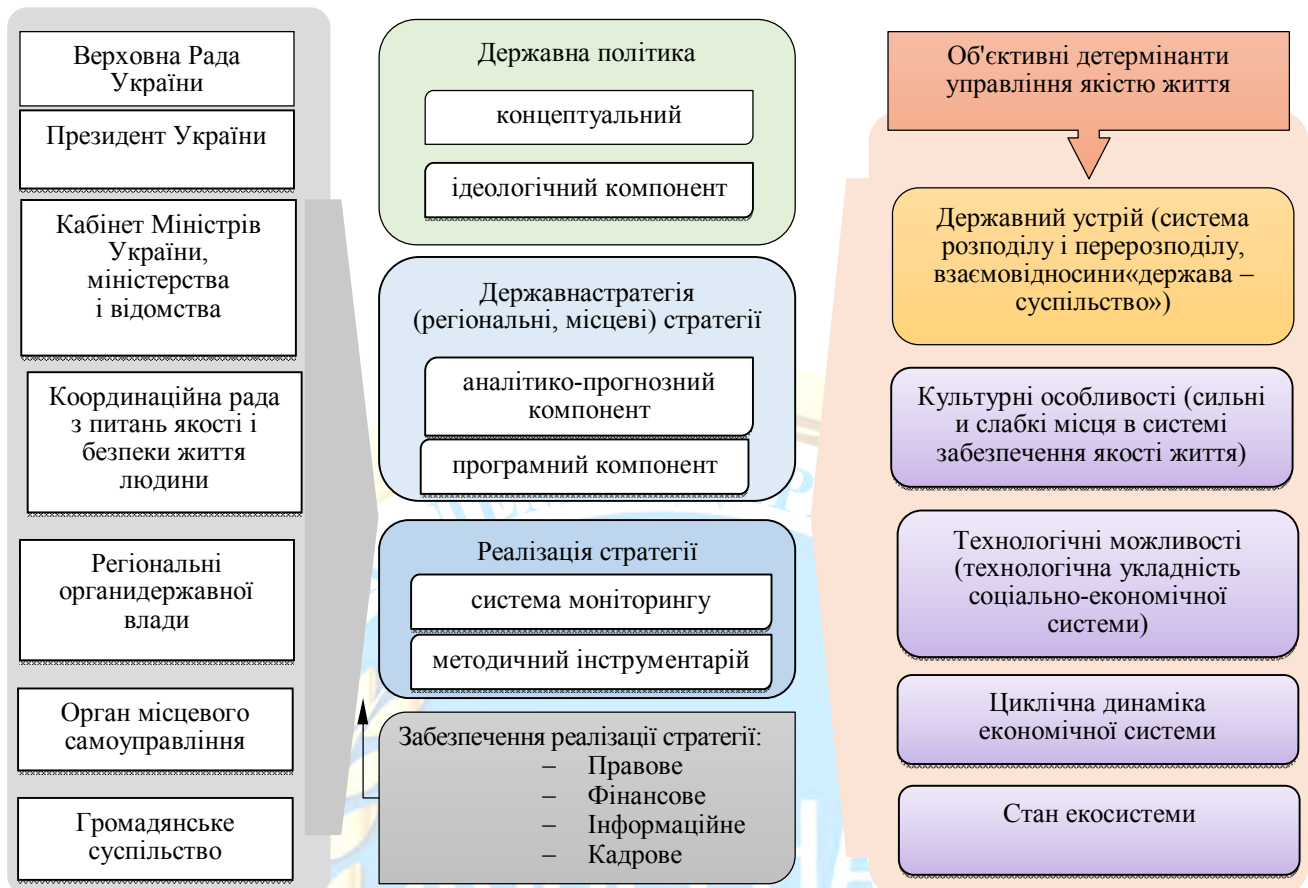 Верховна Рада
України
Президент України
Кабінет Міністрів
України,
міністерства
і відомства
Координаційна рада
з питань якості і
безпеки життя
людини
Регіональні
органидержавної
влади
Орган місцевого
самоуправління
Громадянське
суспільство
Державна політика
концептуальний
ідеологічний компонент
Державнастратегія
(регіональні, місцеві) стратегії
аналітико-прогнозний
компонент
програмний компонент
Реалізація стратегії
система моніторингу
методичний інструментарій
Забезпечення реалізації стратегії:
– Правове
– Фінансове
– Інформаційне
– Кадрове
Об'єктивні детермінанти
управління якістю життя
Державний устрій (система
розподілу і перерозподілу,
взаємовідносини«держава –
суспільство»)
Культурні особливості (сильні
и слабкі місця в системі
забезпечення якості життя)
Технологічні можливості
(технологічна укладність
соціально-економічної
системи)
Циклічна динаміка
економічної системи
Стан екосистеми